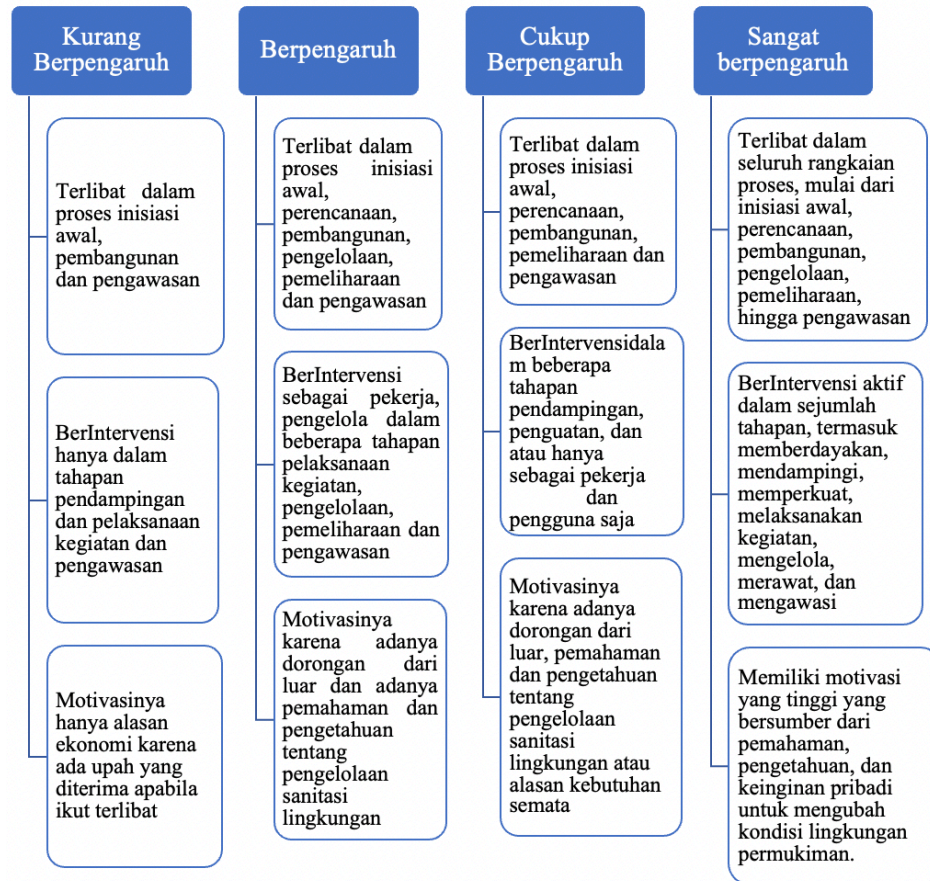 Kurang
Berpengaruh
Terlibat dalam
proses inisiasi
awal,
pembangunan
dan pengawasan
BerIntervensi
hanya dalam
tahapan
pendampingan
dan pelaksanaan
kegiatan dan
pengawasan
Motivasinya
hanya alasan
ekonomi karena
ada upah yang
diterima apabila
ikut terlibat
Berpengaruh
Terlibat dalam
proses inisiasi
awal,
perencanaan,
pembangunan,
pengelolaan,
pemeliharaan
dan pengawasan
BerIntervensi
sebagai pekerja,
pengelola dalam
beberapa tahapan
pelaksanaan
kegiatan,
pengelolaan,
pemeliharaan dan
pengawasan
Motivasinya
karena adanya
dorongan dari
luar dan adanya
pemahaman dan
pengetahuan
tentang
pengelolaan
sanitasi
lingkungan
Cukup
Berpengaruh
Terlibat dalam
proses inisiasi
awal,
perencanaan,
pembangunan,
pemeliharaan dan
pengawasan
BerIntervensidala
m beberapa
tahapan
pendampingan,
penguatan, dan
atau hanya
sebagai pekerja
dan
pengguna saja
Motivasinya
karena adanya
dorongan dari
luar, pemahaman
dan pengetahuan
tentang
pengelolaan
sanitasi
lingkungan atau
alasan kebutuhan
semata
Sangat
berpengaruh
Terlibat dalam
seluruh rangkaian
proses, mulai dari
inisiasi awal,
perencanaan,
pembangunan,
pengelolaan,
pemeliharaan,
hingga pengawasan
BerIntervensi aktif
dalam sejumlah
tahapan, termasuk
memberdayakan,
mendampingi,
memperkuat,
melaksanakan
kegiatan,
mengelola,
merawat, dan
mengawasi
Memiliki motivasi
yang tinggi yang
bersumber dari
pemahaman,
pengetahuan, dan
keinginan pribadi
untuk mengubah
kondisi lingkungan
permukiman.